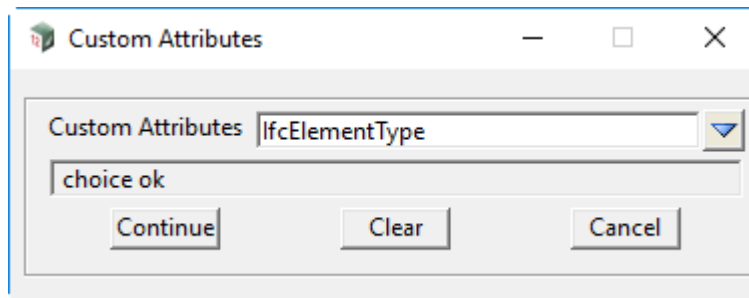 Custom Attributes
Custom Attributes IfcElementType
choice ok
Continue Clear Cancel